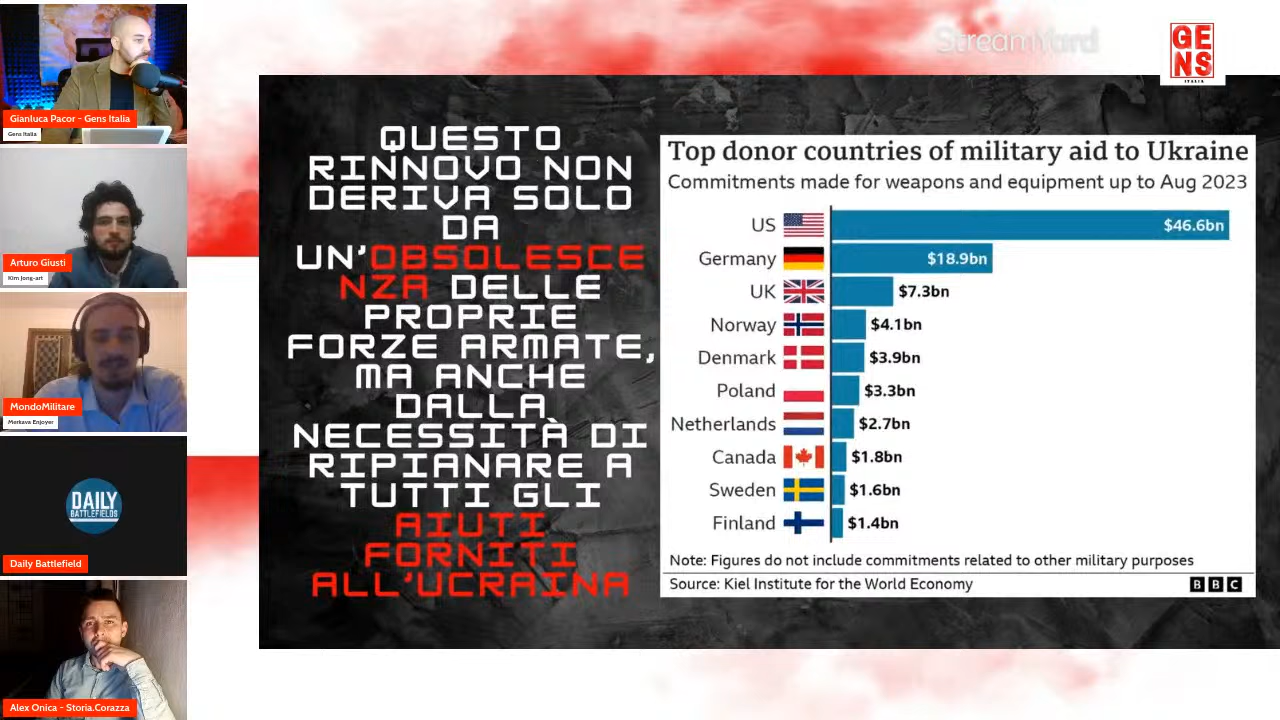 StreamYard
GE
NS
ITALIA
Gianluca Pacor - Gens Italia
Gens Italia
Arturo Giusti
Kim Jong-art
MondoMilitare
Merkava Enjoyer
DAILY
BATTLEFIELDS
Daily Battlefield
Alex Onica - Storia.Corazza
QUESTO
RINNOVO NON
DERIVA SOLO
DA
UN'OBSOLESCE
NZA DELLE
PROPRIE
FORZE ARMATE,
MA ANCHE
DALLA
NECESSITÀ DI
RIPIANARE A
TUTTI GLI
AIUTI
FORNITI
ALL'UCRAINA
Top donor countries of military aid to Ukraine
Commitments made for weapons and equipment up to Aug 2023
US $46.6bn
Germany $18.9bn
UK $7.3bn
Norway $4.1bn
Denmark $3.9bn
Poland $3.3bn
Netherlands $2.7bn
Canada $1.8bn
Sweden $1.6bn
Finland $1.4bn
Note: Figures do not include commitments related to other military purposes
Source: Kiel Institute for the World Economy
BBC